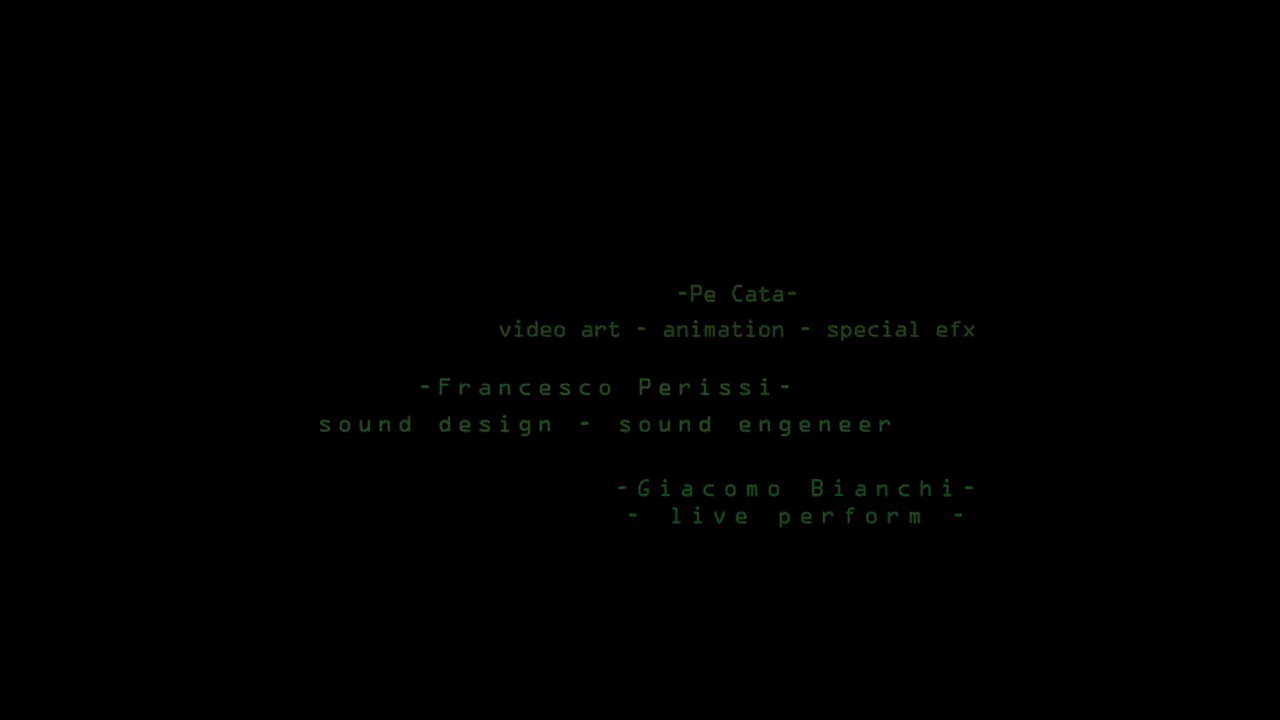 -Pe Cata-
video art - animation - special efx
-Francesco Perissi-
sound design - sound engeneer
-Giacomo Bianchi-
- live perform -